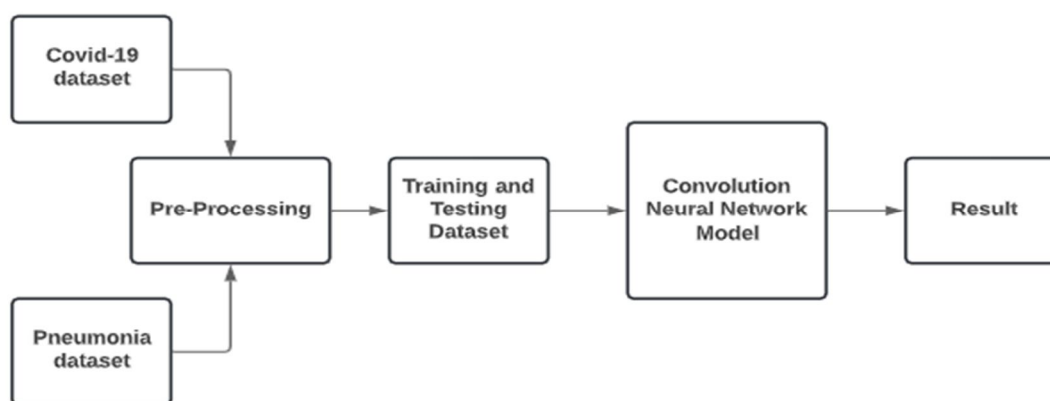 Covid-19
dataset
Pre-Processing
Training and
Testing
Dataset
Convolution
Neural Network
Model
Result
Pneumonia
dataset